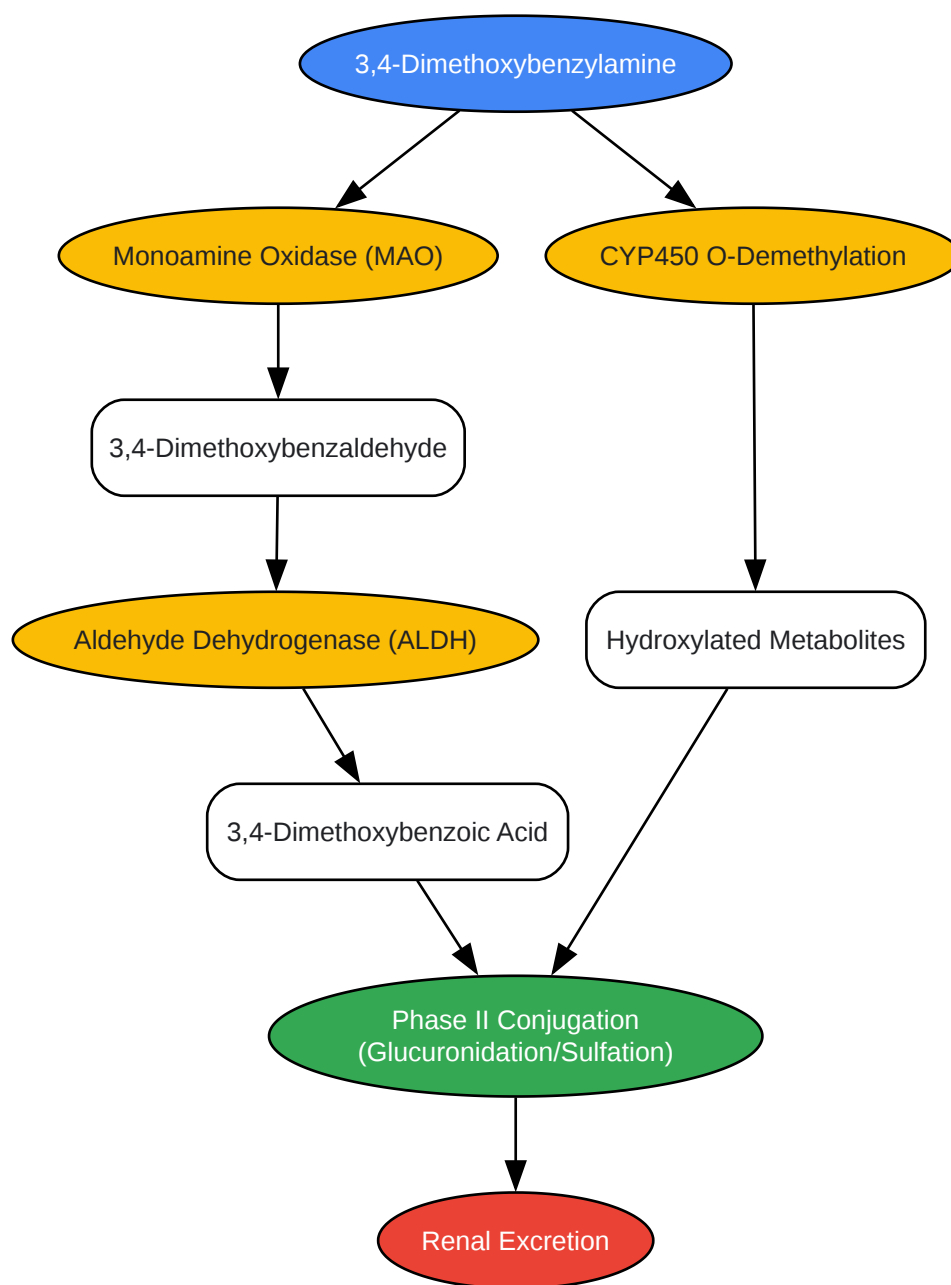 3,4-Dimethoxybenzylamine
Monoamine Oxidase (MAO)
CYP450 O-Demethylation
3,4-Dimethoxybenzaldehyde
Aldehyde Dehydrogenase (ALDH)
Hydroxylated Metabolites
3,4-Dimethoxybenzoic Acid
Phase II Conjugation
(Glucuronidation/Sulfation)
Renal Excretion